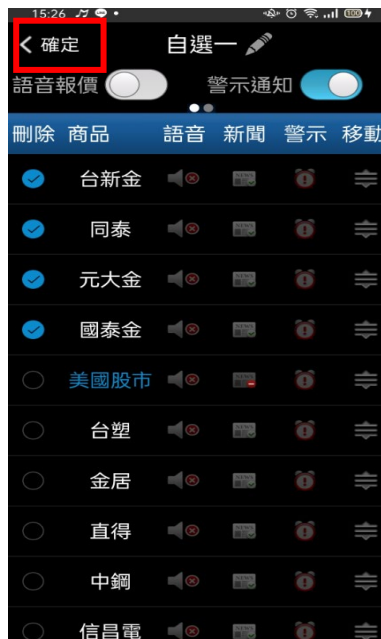 15:26
確定 自選一
語音報價 警示通知
刪除 商品 語音 新聞 警示 移動
台新金
同泰
元大金
國泰金
美國股市
台塑
金居
直得
中鋼
信昌電